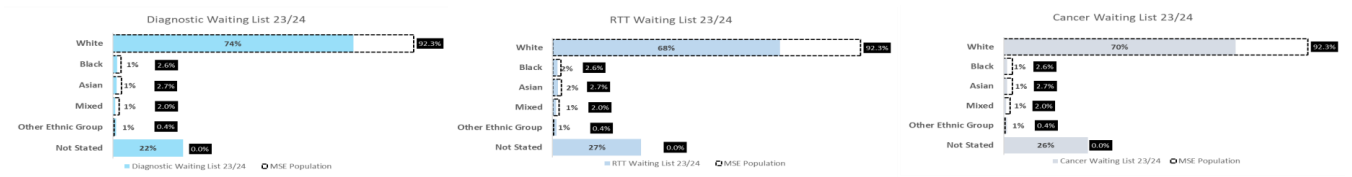 Diagnostic Waiting List 23/24
White 74% 92.3%
Black 1% 2.6%
Asian 1% 2.7%
Mixed 1% 2.0%
Other Ethnic Group 1% 0.4%
Not Stated 22% 0.0%
Diagnostic Waiting List 23/24 MSE Population
RTT Waiting List 23/24
White 68% 92.3%
Black 2% 2.6%
Asian 2% 2.7%
Mixed 1% 2.0%
Other Ethnic Group 1% 0.4%
Not Stated 27% 0.0%
RTT Waiting List 23/24 MSE Population
Cancer Waiting List 23/24
White 70% 92.3%
Black 1% 2.6%
Asian 1% 2.7%
Mixed 1% 2.0%
Other Ethnic Group 1% 0.4%
Not Stated 26% 0.0%
Cancer Waiting List 23/24 MSE Population